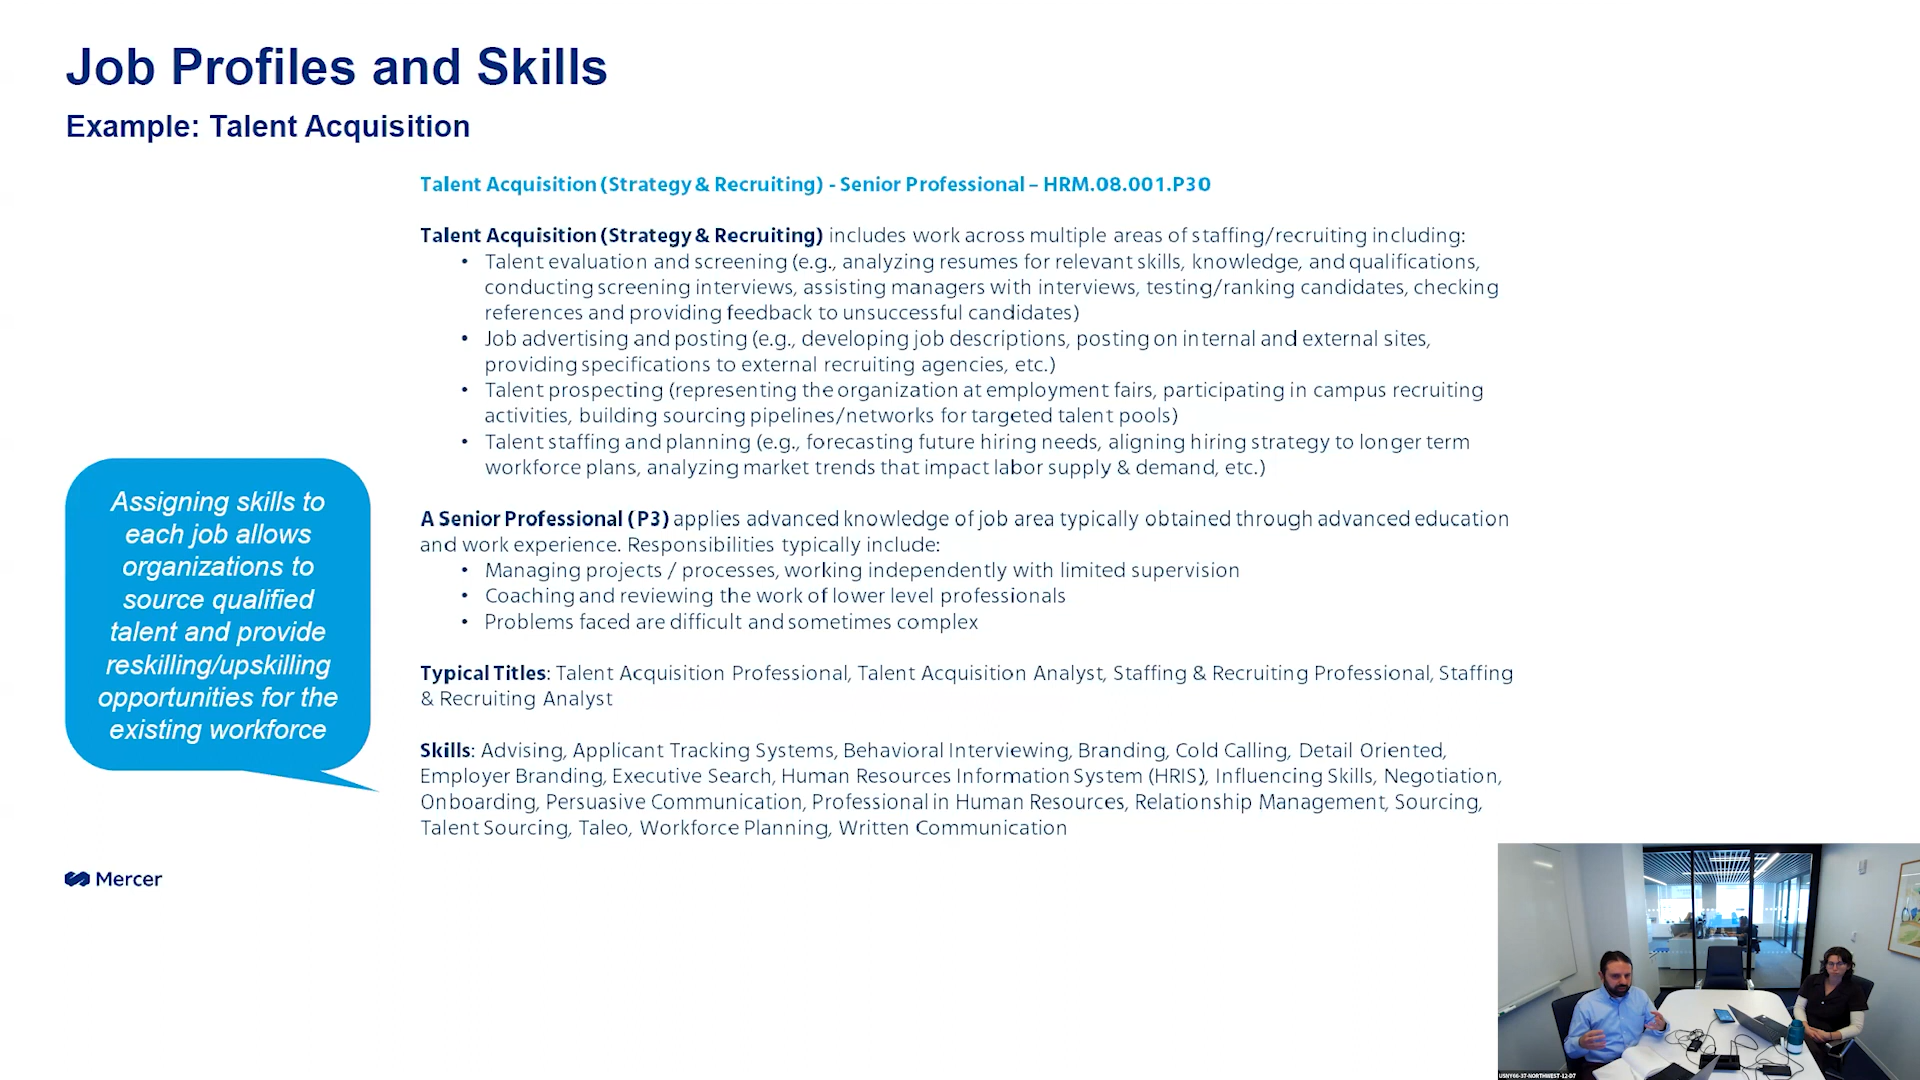 Job Profiles and Skills
Example: Talent Acquisition
Talent Acquisition (Strategy & Recruiting) - Senior Professional – HRM.08.001.P30
Talent Acquisition (Strategy & Recruiting) includes work across multiple areas of staffing/recruiting including:
• Talent evaluation and screening (e.g., analyzing resumes for relevant skills, knowledge, and qualifications,
conducting screening interviews, assisting managers with interviews, testing/ranking candidates, checking
references and providing feedback to unsuccessful candidates)
• Job advertising and posting (e.g., developing job descriptions, posting on internal and external sites,
providing specifications to external recruiting agencies, etc.)
• Talent prospecting (representing the organization at employment fairs, participating in campus recruiting
activities, building sourcing pipelines/networks for targeted talent pools)
• Talent staffing and planning (e.g., forecasting future hiring needs, aligning hiring strategy to longer term
workforce plans, analyzing market trends that impact labor supply & demand, etc.)
A Senior Professional (P3) applies advanced knowledge of job area typically obtained through advanced education
and work experience. Responsibilities typically include:
• Managing projects / processes, working independently with limited supervision
• Coaching and reviewing the work of lower level professionals
• Problems faced are difficult and sometimes complex
Typical Titles: Talent Acquisition Professional, Talent Acquisition Analyst, Staffing & Recruiting Professional, Staffing
& Recruiting Analyst
Skills: Advising, Applicant Tracking Systems, Behavioral Interviewing, Branding, Cold Calling, Detail Oriented,
Employer Branding, Executive Search, Human Resources Information System (HRIS), Influencing Skills, Negotiation,
Onboarding, Persuasive Communication, Professional in Human Resources, Relationship Management, Sourcing,
Talent Sourcing, Taleo, Workforce Planning, Written Communication
Assigning skills to
each job allows
organizations to
source qualified
talent and provide
reskilling/upskilling
opportunities for the
existing workforce
Mercer